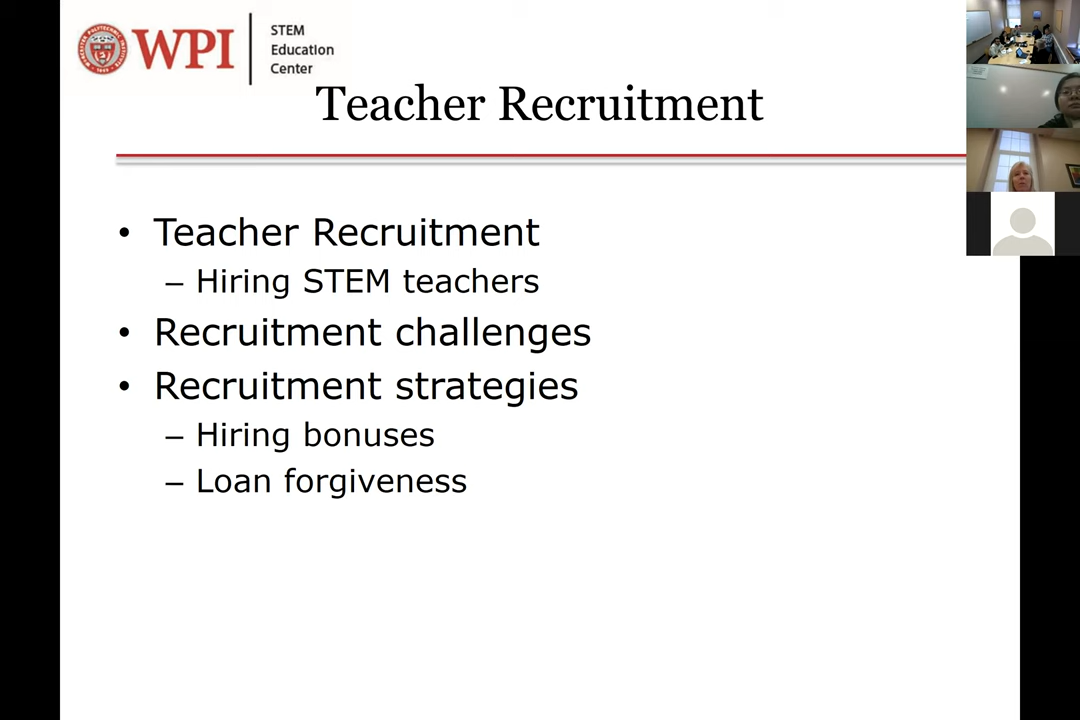 WPI
STEM
Education
Center
Teacher Recruitment
• Teacher Recruitment
– Hiring STEM teachers
• Recruitment challenges
• Recruitment strategies
– Hiring bonuses
– Loan forgiveness